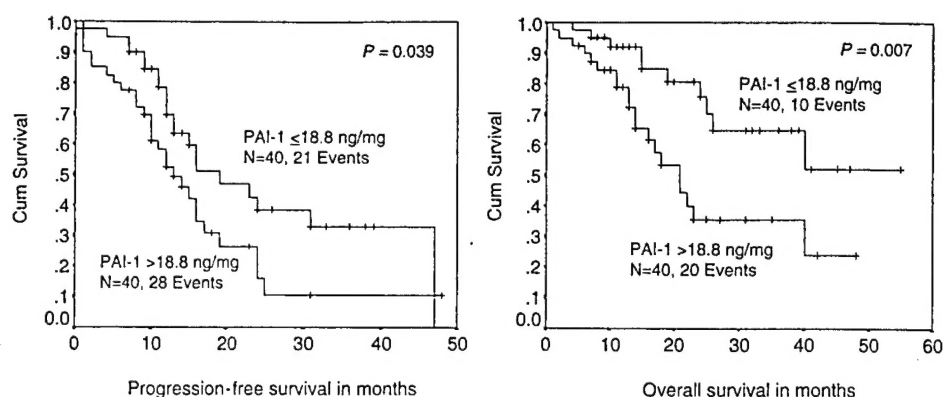 1.0
.9
.8
.7
.6
.5
.4
.3
.2
.1
0.0
Cum Survival
P = 0.039
PAI-1 ≤18.8 ng/mg
N=40, 21 Events
PAI-1 >18.8 ng/mg
N=40, 28 Events
0 10 20 30 40 50
Progression-free survival in months
1.0
.9
.8
.7
.6
.5
.4
.3
.2
.1
0.0
Cum Survival
P = 0.007
PAI-1 ≤18.8 ng/mg
N=40, 10 Events
PAI-1 >18.8 ng/mg
N=40, 20 Events
0 10 20 30 40 50 60
Overall survival in months